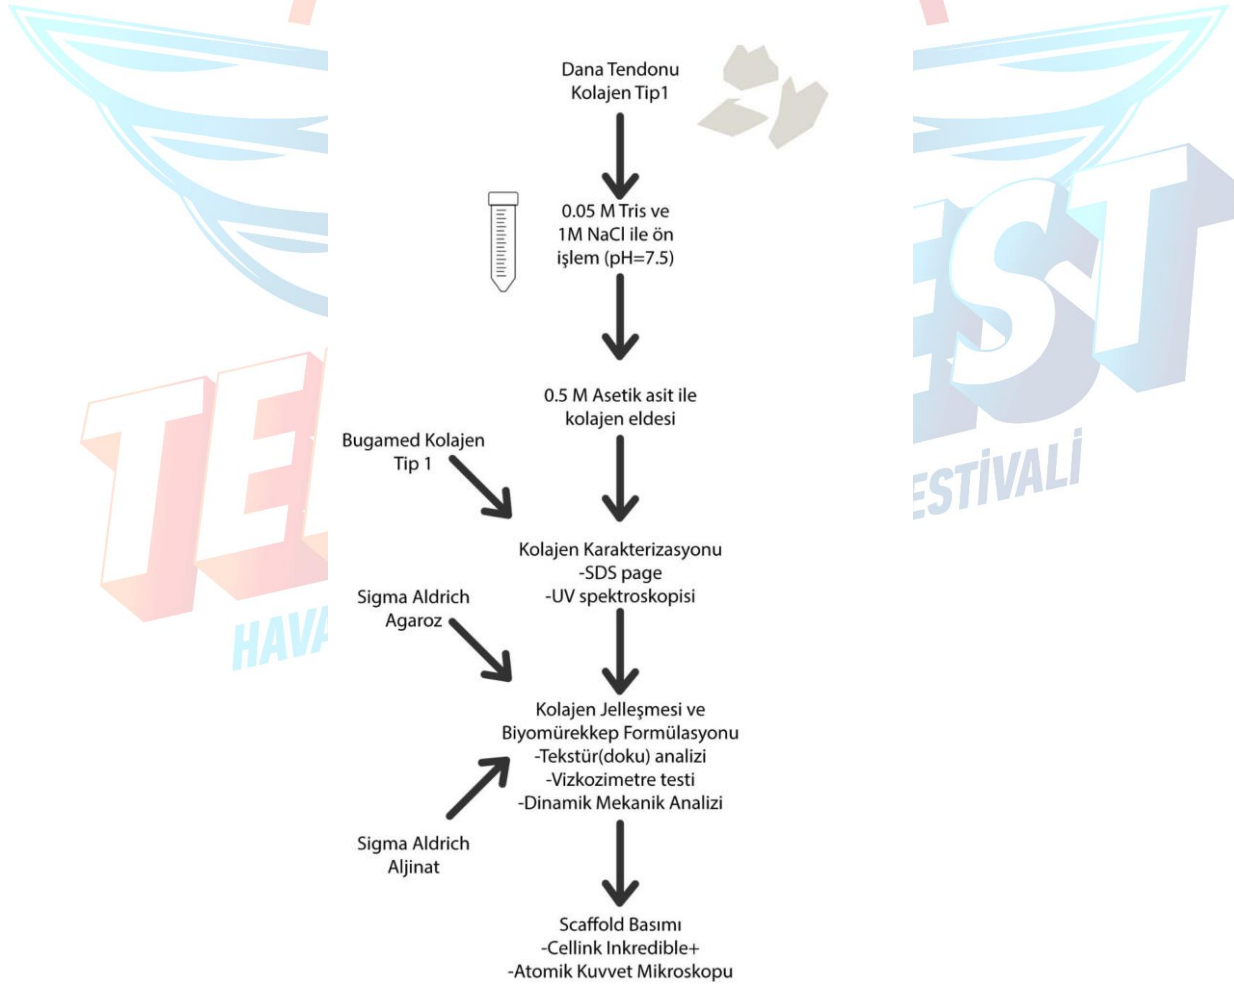 Dana Tendonu
Kolajen Tip1
0.05 M Tris ve
1M NaCl ile ön
işlem (pH=7.5)
0.5 M Asetik asit ile
kolajen eldesi
Bugamed Kolajen
Tip 1
Kolajen Karakterizasyonu
-SDS page
-UV spektroskopisi
Sigma Aldrich
Agaroz
Kolajen Jelleşmesi ve
Biyomürekkep Formülasyonu
-Tekstür(doku) analizi
-Vizkozimetre testi
-Dinamik Mekanik Analizi
Sigma Aldrich
Aljinat
Scaffold Basımı
-Cellink Inkredible+
-Atomik Kuvvet Mikroskopu
TE
EST
HAVA
ESTİVALİ